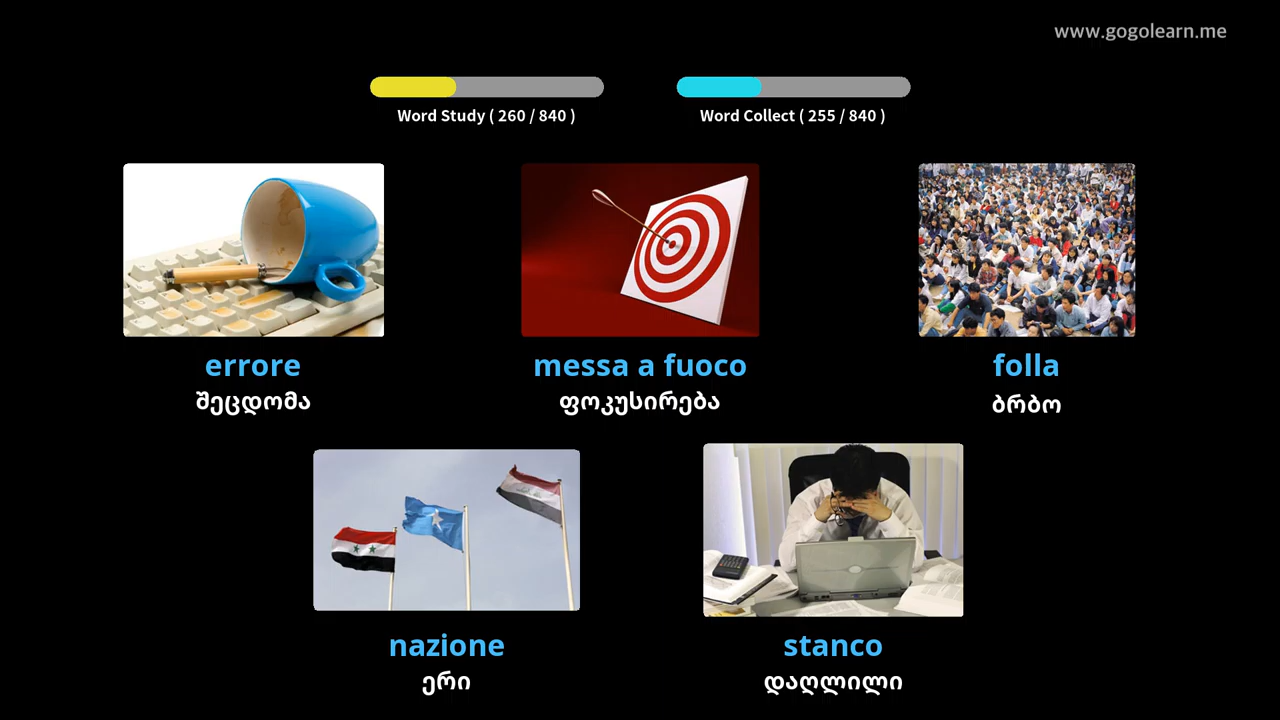 www.gogolearn.me
Word Study ( 260 / 840 )
Word Collect ( 255 / 840 )
errore
შეცდომა
messa a fuoco
ფოკუსირება
folla
ბრბო
nazione
ერი
stanco
დაღლილი